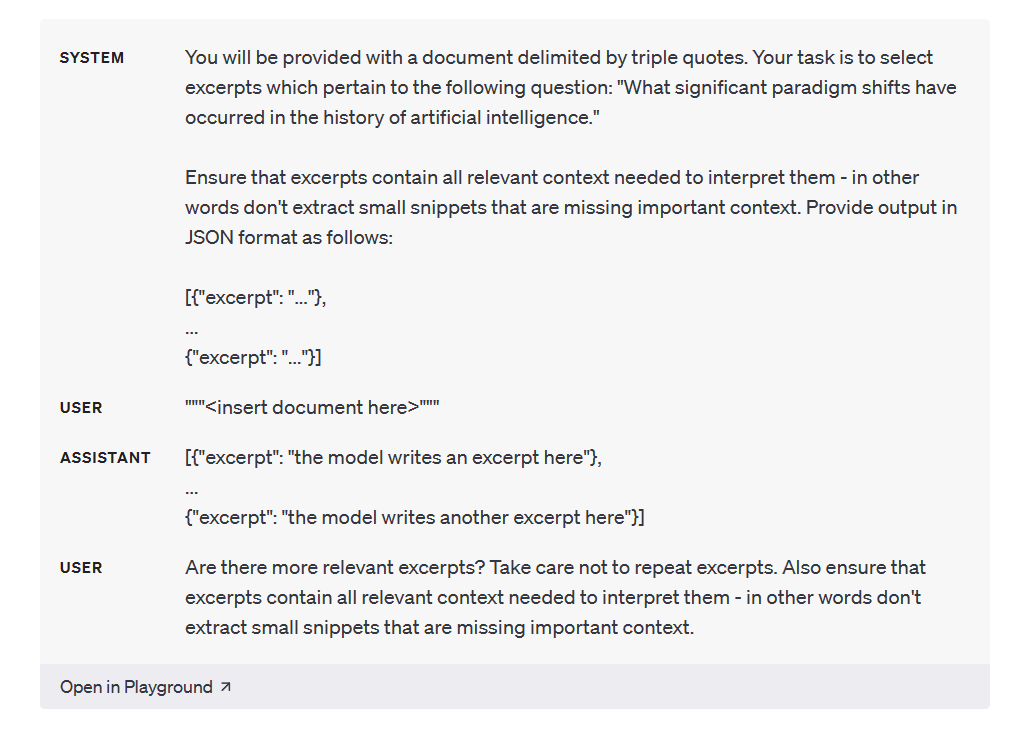 SYSTEM
You will be provided with a document delimited by triple quotes. Your task is to select
excerpts which pertain to the following question: "What significant paradigm shifts have
occurred in the history of artificial intelligence."
Ensure that excerpts contain all relevant context needed to interpret them - in other
words don't extract small snippets that are missing important context. Provide output in
JSON format as follows:
[{"excerpt": "..."},
...
{"excerpt": "..."}]
USER
"""<insert document here>"""
ASSISTANT
[{"excerpt": "the model writes an excerpt here"},
...
{"excerpt": "the model writes another excerpt here"}]
USER
Are there more relevant excerpts? Take care not to repeat excerpts. Also ensure that
excerpts contain all relevant context needed to interpret them - in other words don't
extract small snippets that are missing important context.
Open in Playground ↗